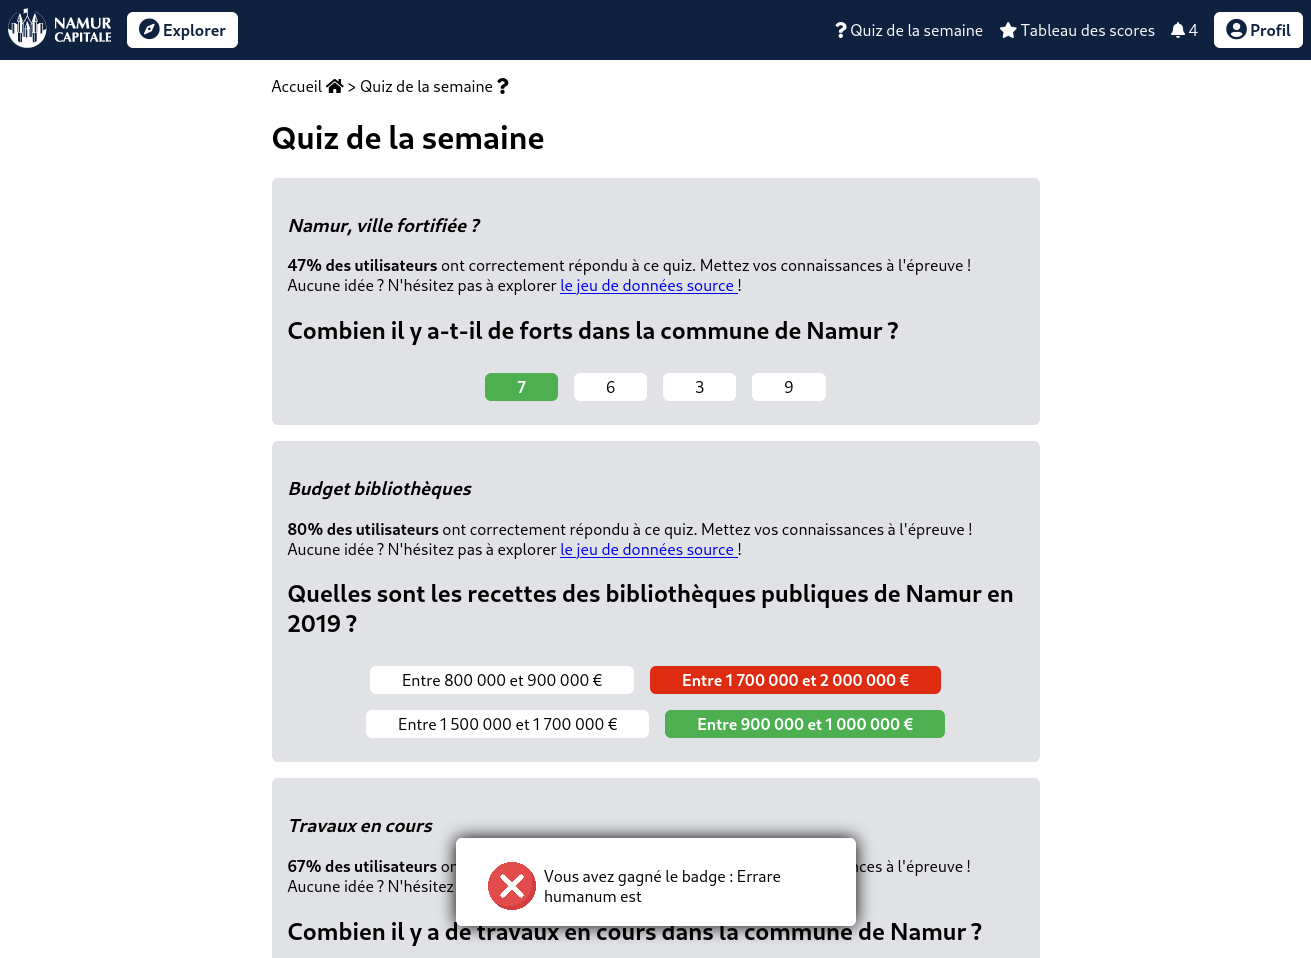 NAMUR
CAPITALE
Explorer
Quiz de la semaine
Tableau des scores
4
Profil
Accueil > Quiz de la semaine
Quiz de la semaine
Namur, ville fortifiée ?
47% des utilisateurs ont correctement répondu à ce quiz. Mettez vos connaissances à l'épreuve !
Aucune idée ? N'hésitez pas à explorer le jeu de données source !
Combien il y a-t-il de forts dans la commune de Namur ?
7
6
3
9
Budget bibliothèques
80% des utilisateurs ont correctement répondu à ce quiz. Mettez vos connaissances à l'épreuve !
Aucune idée ? N'hésitez pas à explorer le jeu de données source !
Quelles sont les recettes des bibliothèques publiques de Namur en
2019 ?
Entre 800 000 et 900 000 €
Entre 1 700 000 et 2 000 000 €
Entre 1 500 000 et 1 700 000 €
Entre 900 000 et 1 000 000 €
Travaux en cours
67% des utilisateurs
à l'épreuve !
Aucune idée ? N'hésitez
Vous avez gagné le badge : Errare
humanum est
Combien il y a de travaux en cours dans la commune de Namur ?